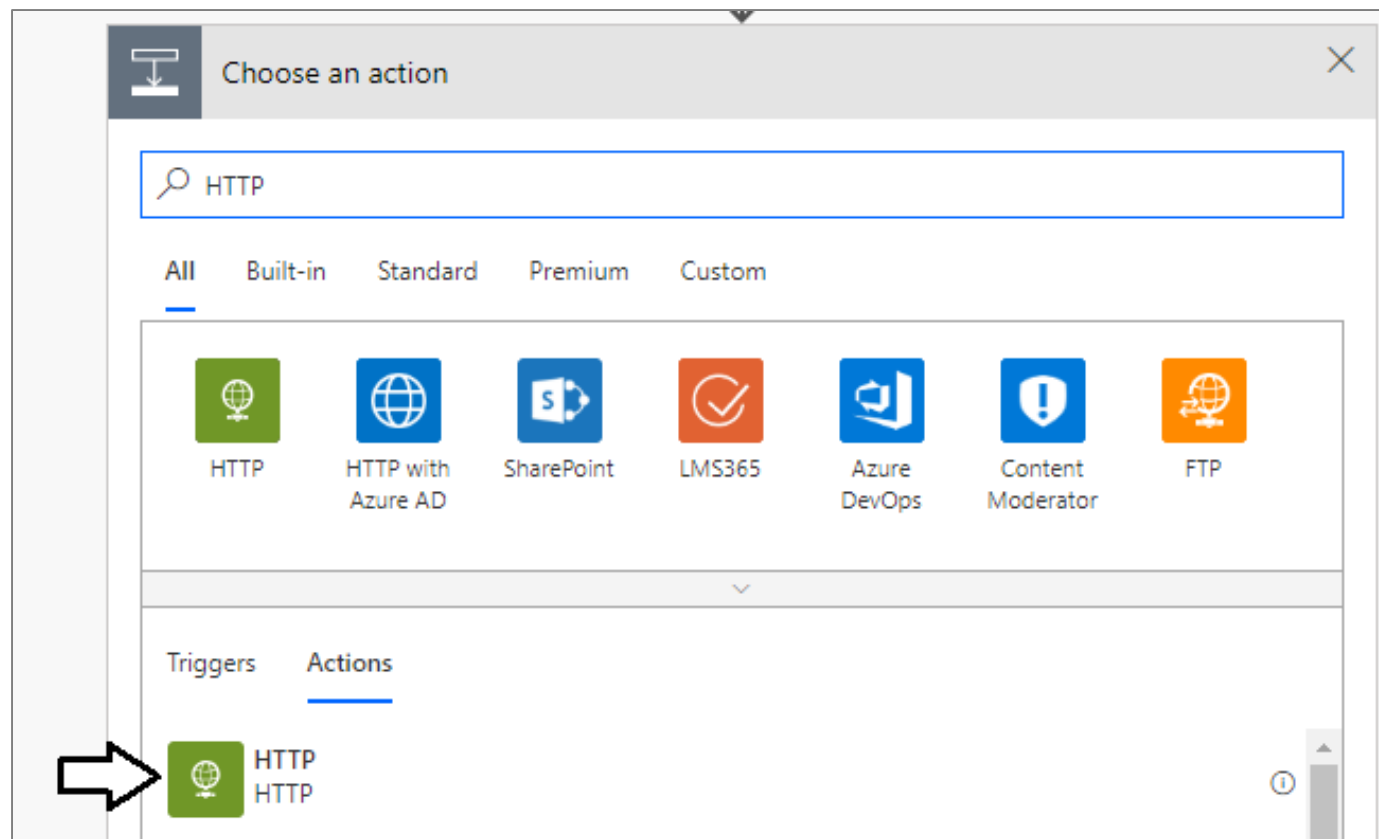 Choose an action
HTTP
All Built-in Standard Premium Custom
HTTP HTTP with SharePoint LMS365 Azure Content FTP
Azure AD DevOps Moderator
Triggers Actions
HTTP
HTTP